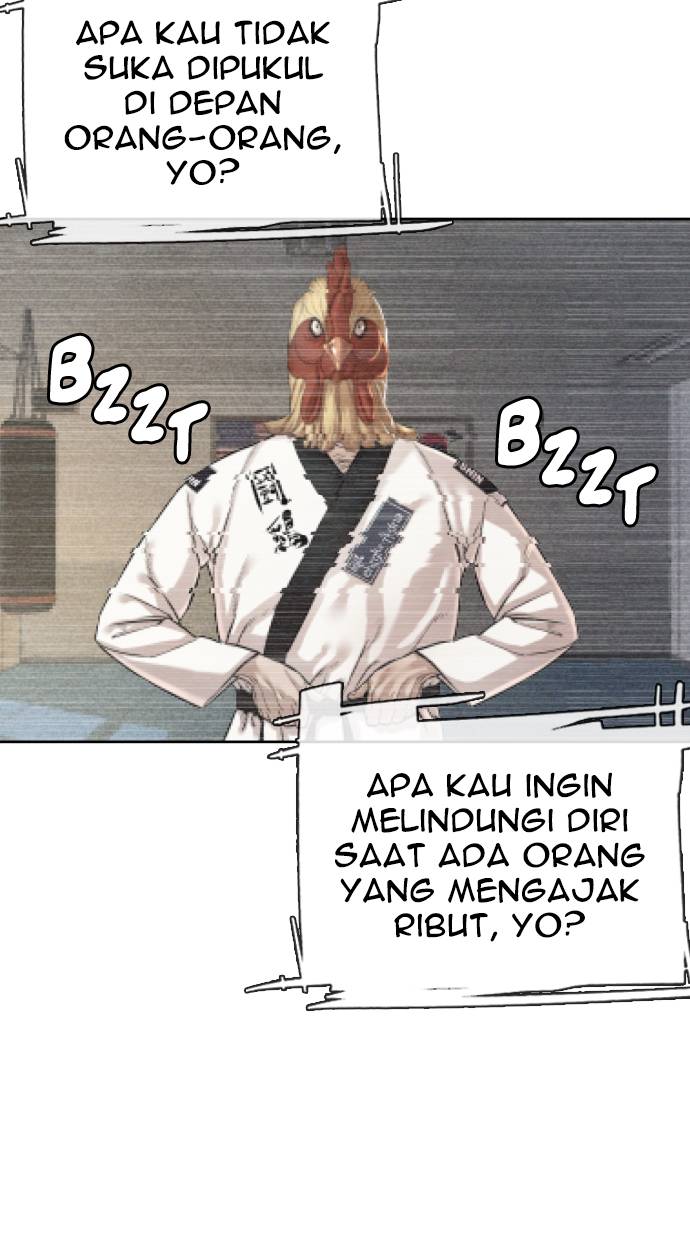 APA KAU TIDAK
SUKA DIPUKUL
DI DEPAN
ORANG-ORANG,
YO?
BZZT
BZZT
APA KAU INGIN
MELINDUNGI DIRI
SAAT ADA ORANG
YANG MENGAJAK
RIBUT, YO?